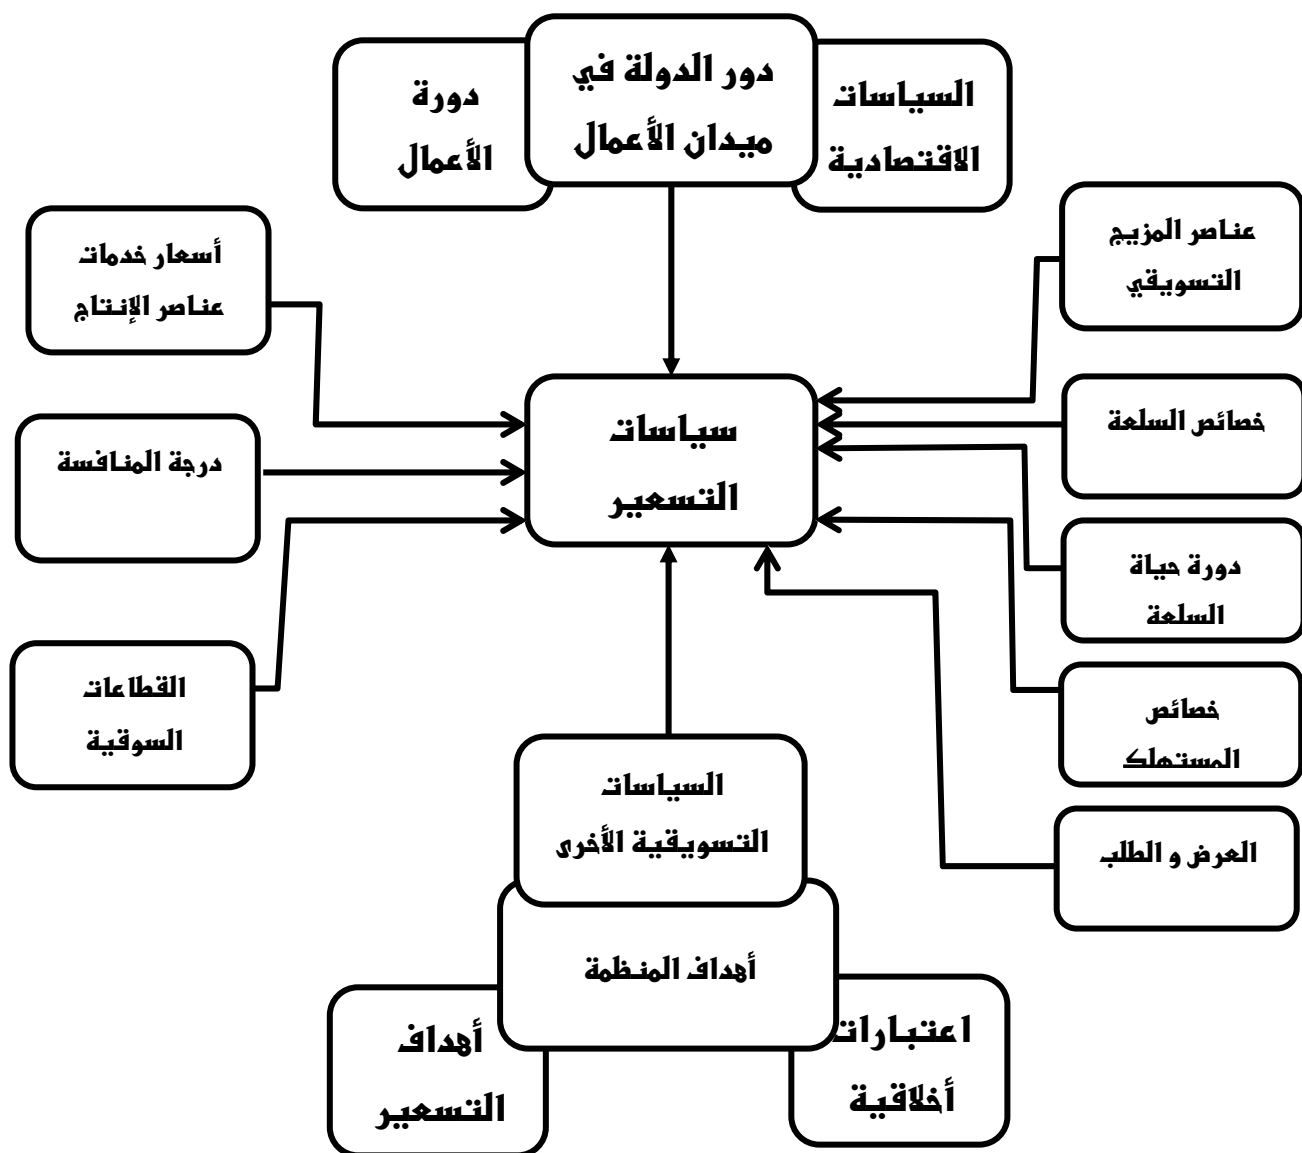 دور الدولة في
ميدان الأعمال
السياسات
الاقتصادية
دورة
الأعمال
عناصر المزيج
التسويقي
أسعار خدمات
عناصر الإنتاج
خصائص السلعة
سياسات
التسعير
درجة المنافسة
دورة حياة
السلعة
خصائص
المستهلك
القطاعات
السوقية
السياسات
التسويقية الأخرى
العرض و الطلب
أهداف المنظمة
اعتبارات
أخلاقية
أهداف
التسعير